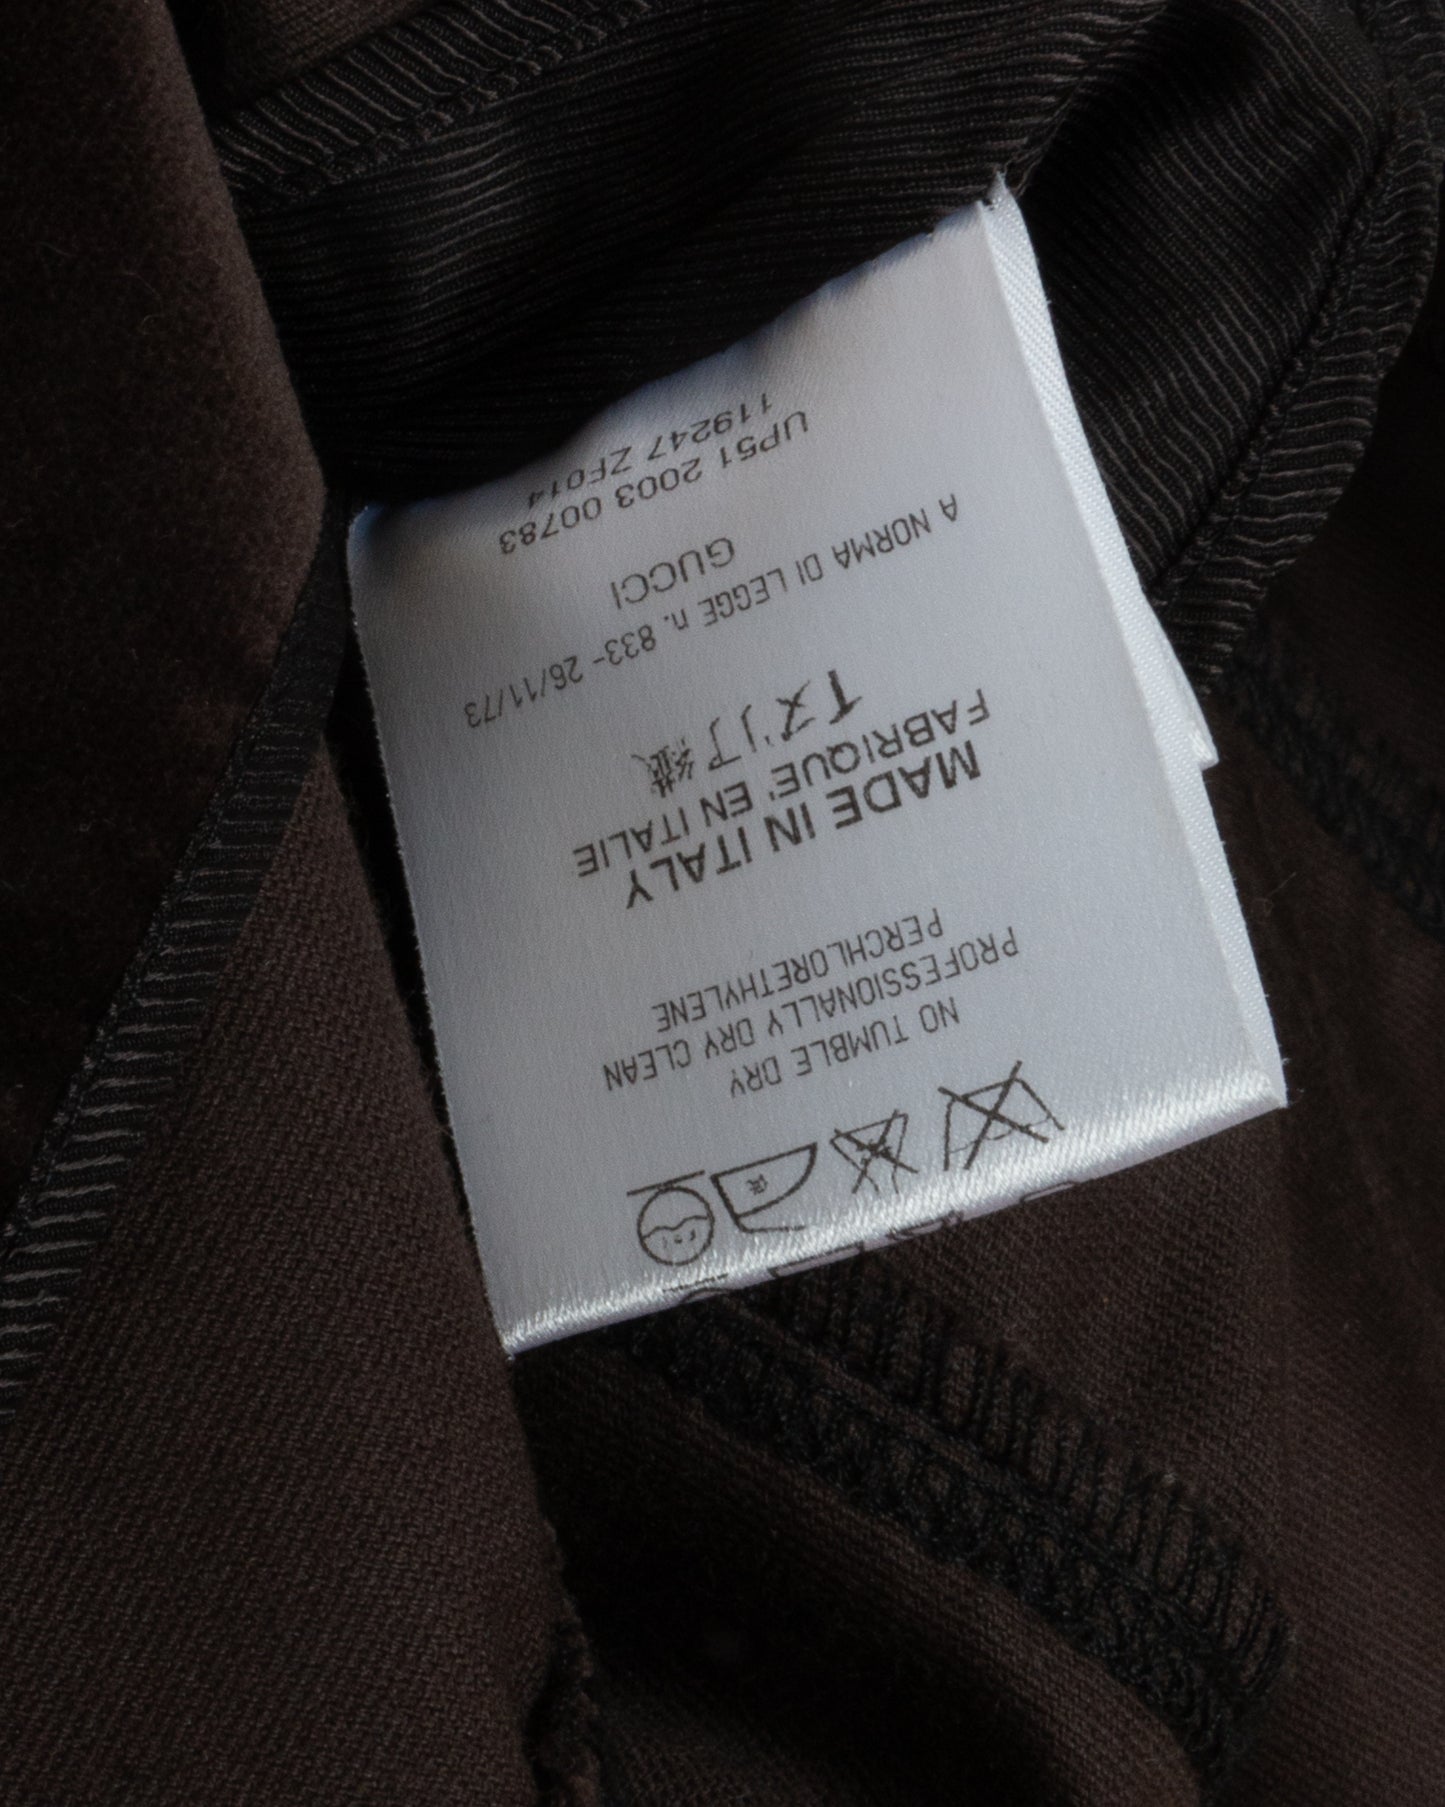 NO TUMBLE DRY
PROFESSIONALLY DRY CLEAN
PERCHLORETHYLENE
MADE IN ITALY
FABRIQUE' EN ITALIE
A NORMA DI LEGGE n. 833- 26/11/73
GUCCI
UP51 2003 00783
119247 ZF014